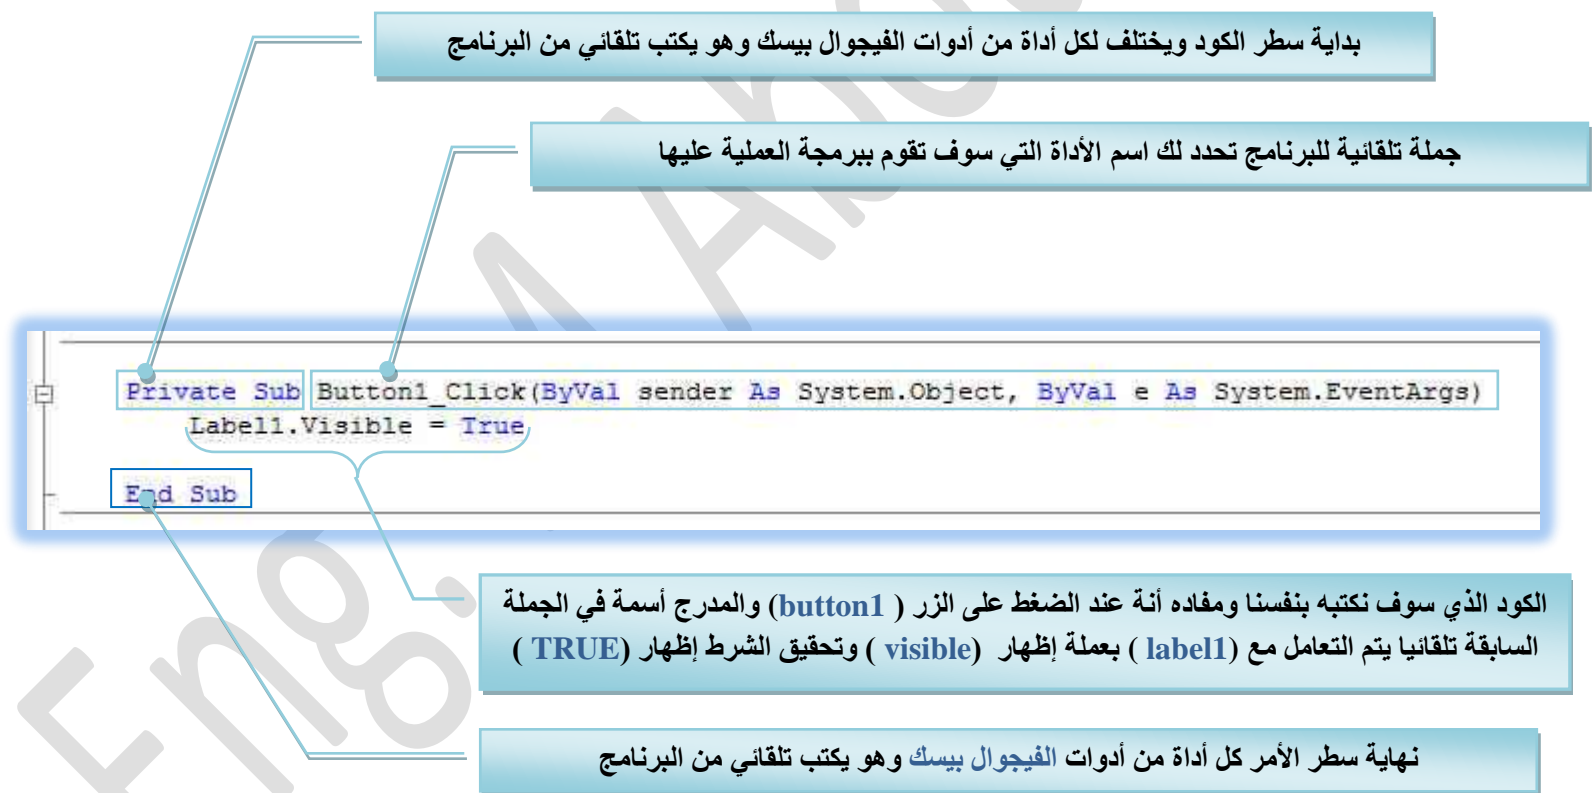 بداية سطر الكود ويختلف لكل أداة من أدوات الفيجوال بيسك وهو يكتب تلقائي من البرنامج
جملة تلقائية للبرنامج تحدد لك اسم الأداة التي سوف تقوم ببرمجة العملية عليها
Private Sub Button1_Click(ByVal sender As System.Object, ByVal e As System.EventArgs)
Label1.Visible = True
End Sub
الكود الذي سوف نكتبه بنفسنا ومفاده أنة عند الضغط على الزر ( button1) والمدرج أسمة في الجملة
السابقة تلقائيا يتم التعامل مع (label1 ) بعملة إظهار (visible ) وتحقيق الشرط إظهار (TRUE )
نهاية سطر الأمر كل أداة من أدوات الفيجوال بيسك وهو يكتب تلقائي من البرنامج